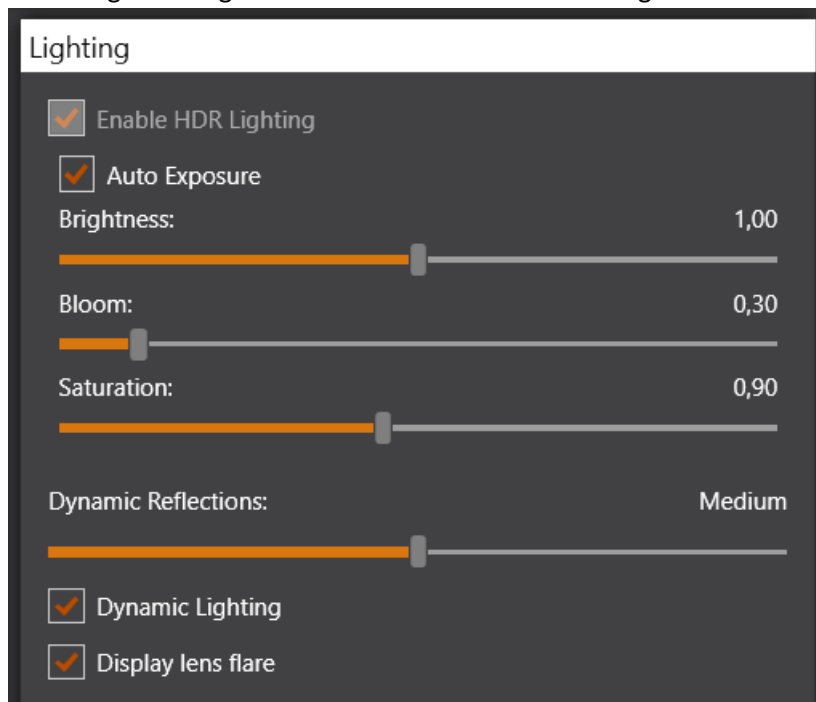 Lighting
Enable HDR Lighting
Auto Exposure
Brightness: 1,00
Bloom: 0,30
Saturation: 0,90
Dynamic Reflections: Medium
Dynamic Lighting
Display lens flare